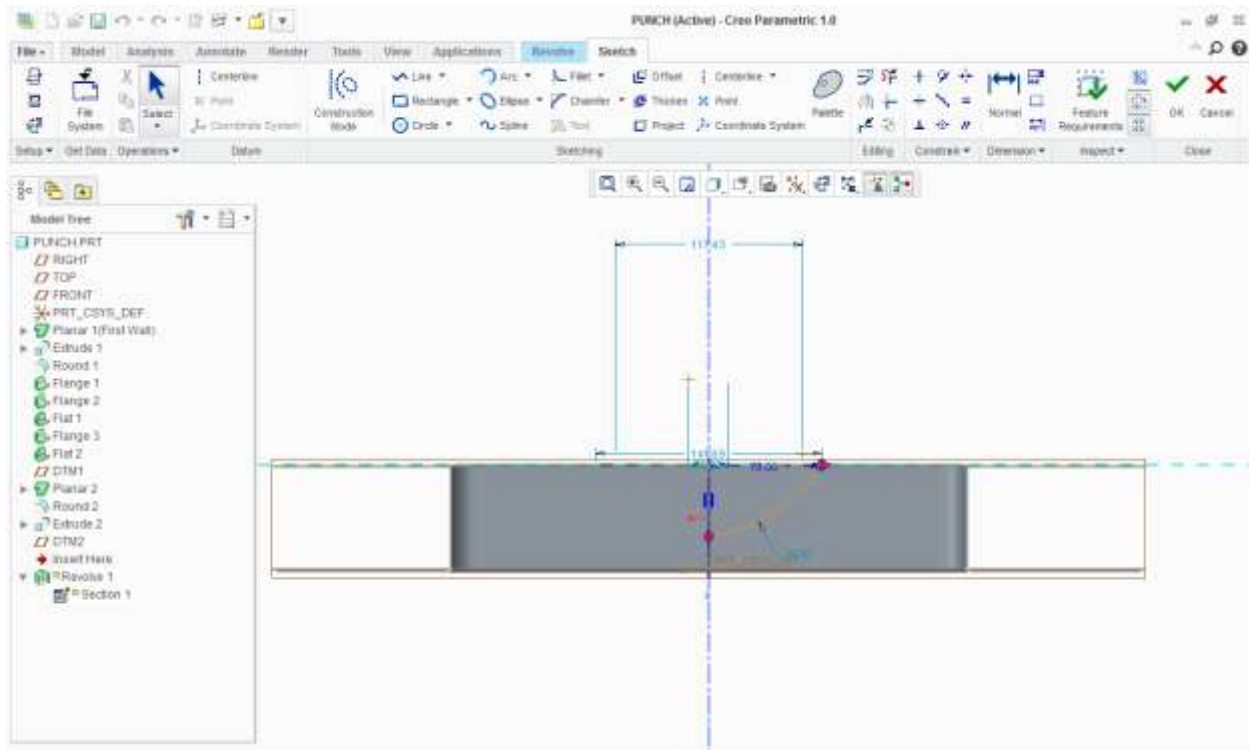 PUNCH (Active) - Creo Parametric 1.0
File Model Analysis Annotate Render Tools View Applications Revolve Sketch
Centerline Line Arc Fillet Offset Centerline
Point Rectangle Ellipse Chamfer Thicken Point
File System Select Coordinate System Construction Mode Circle Spline Text Project Coordinate System Palette Normal Feature Requirements OK Cancel
Setup Get Data Operations Datum Sketching Editing Constrain Dimension Inspect Close
Model Tree
PUNCH.PRT
RIGHT
TOP
FRONT
PRT_CSYS_DEF
Planar 1(First Wall)
Extrude 1
Round 1
Flange 1
Flange 2
Flat 1
Flange 3
Flat 2
DTM1
Planar 2
Round 2
Extrude 2
DTM2
Insert Here
Revolve 1
Section 1